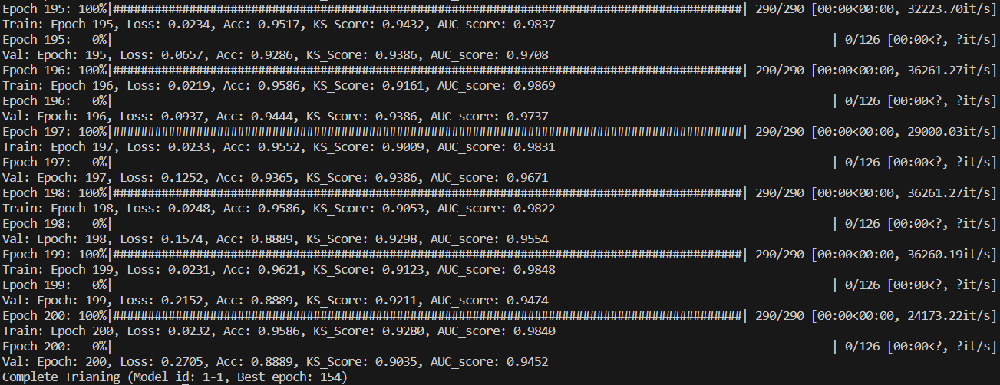 Epoch 195: 100%|###########################################################################################| 290/290 [00:00<00:00, 32223.70it/s]
Train: Epoch 195, Loss: 0.0234, Acc: 0.9517, KS_Score: 0.9432, AUC_score: 0.9837
Epoch 195:   0%|                                                                                                        | 0/126 [00:00<?, ?it/s]
Val: Epoch: 195, Loss: 0.0657, Acc: 0.9286, KS_Score: 0.9386, AUC_score: 0.9708
Epoch 196: 100%|###########################################################################################| 290/290 [00:00<00:00, 36261.27it/s]
Train: Epoch 196, Loss: 0.0219, Acc: 0.9586, KS_Score: 0.9161, AUC_score: 0.9869
Epoch 196:   0%|                                                                                                        | 0/126 [00:00<?, ?it/s]
Val: Epoch: 196, Loss: 0.0937, Acc: 0.9444, KS_Score: 0.9386, AUC_score: 0.9737
Epoch 197: 100%|###########################################################################################| 290/290 [00:00<00:00, 29000.03it/s]
Train: Epoch 197, Loss: 0.0233, Acc: 0.9552, KS_Score: 0.9009, AUC_score: 0.9831
Epoch 197:   0%|                                                                                                        | 0/126 [00:00<?, ?it/s]
Val: Epoch: 197, Loss: 0.1252, Acc: 0.9365, KS_Score: 0.9386, AUC_score: 0.9671
Epoch 198: 100%|###########################################################################################| 290/290 [00:00<00:00, 36261.27it/s]
Train: Epoch 198, Loss: 0.0248, Acc: 0.9586, KS_Score: 0.9053, AUC_score: 0.9822
Epoch 198:   0%|                                                                                                        | 0/126 [00:00<?, ?it/s]
Val: Epoch: 198, Loss: 0.1574, Acc: 0.8889, KS_Score: 0.9298, AUC_score: 0.9554
Epoch 199: 100%|###########################################################################################| 290/290 [00:00<00:00, 36260.19it/s]
Train: Epoch 199, Loss: 0.0231, Acc: 0.9621, KS_Score: 0.9123, AUC_score: 0.9848
Epoch 199:   0%|                                                                                                        | 0/126 [00:00<?, ?it/s]
Val: Epoch: 199, Loss: 0.2152, Acc: 0.8889, KS_Score: 0.9211, AUC_score: 0.9474
Epoch 200: 100%|###########################################################################################| 290/290 [00:00<00:00, 24173.22it/s]
Train: Epoch 200, Loss: 0.0232, Acc: 0.9586, KS_Score: 0.9280, AUC_score: 0.9840
Epoch 200:   0%|                                                                                                        | 0/126 [00:00<?, ?it/s]
Val: Epoch: 200, Loss: 0.2705, Acc: 0.8889, KS_Score: 0.9035, AUC_score: 0.9452
Complete Trianing (Model id: 1-1, Best epoch: 154)